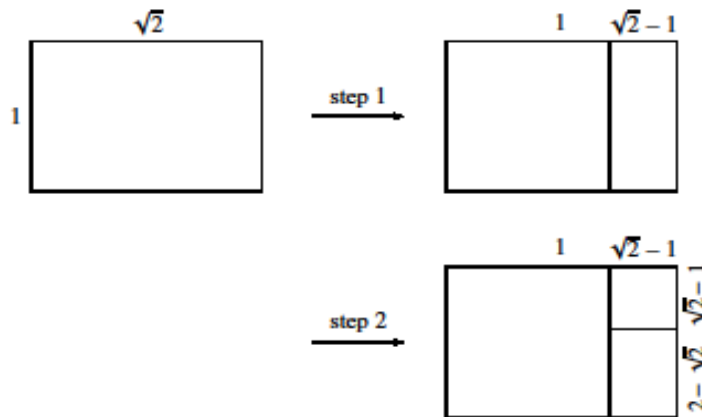 √2
1
step 1
1 √2 − 1
step 2
1 √2 − 1
√2 − 1
2 − √2